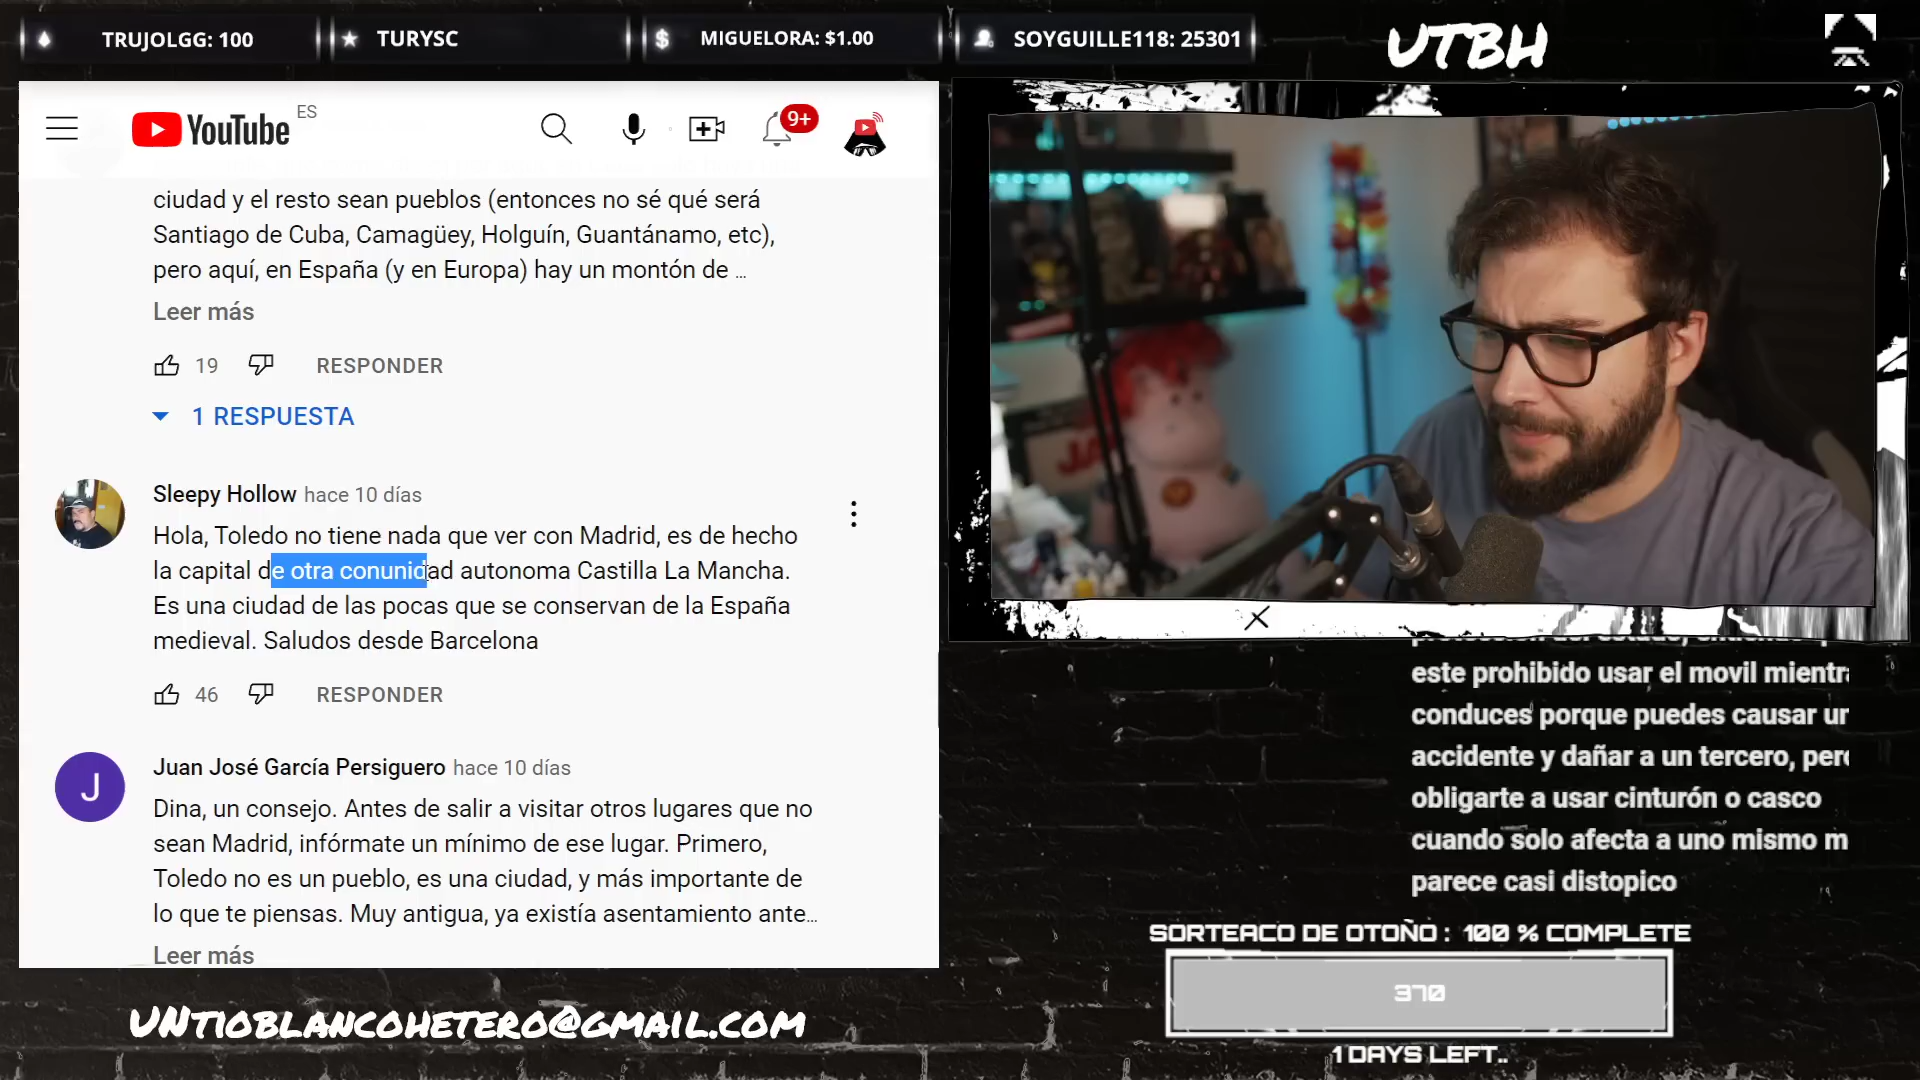 TRUJOLGG: 100
TURYSC
MIGUELORA: $1.00
SOYGUILLE118: 25301
UTBH
YouTube
ES
9+
ciudad y el resto sean pueblos (entonces no sé qué será
Santiago de Cuba, Camagüey, Holguín, Guantánamo, etc),
pero aquí, en España (y en Europa) hay un montón de ...
Leer más
19
RESPONDER
1 RESPUESTA
Sleepy Hollow hace 10 días
Hola, Toledo no tiene nada que ver con Madrid, es de hecho
la capital de otra conunidad autonoma Castilla La Mancha.
Es una ciudad de las pocas que se conservan de la España
medieval. Saludos desde Barcelona
46
RESPONDER
J
Juan José García Persiguero hace 10 días
Dina, un consejo. Antes de salir a visitar otros lugares que no
sean Madrid, infórmate un mínimo de ese lugar. Primero,
Toledo no es un pueblo, es una ciudad, y más importante de
lo que te piensas. Muy antigua, ya existía asentamiento ante...
Leer más
este prohibido usar el movil mientra
conduces porque puedes causar un
accidente y dañar a un tercero, pero
obligarte a usar cinturón o casco
cuando solo afecta a uno mismo m
parece casi distopico
SORTEACO DE OTOÑO : 100 % COMPLETE
370
1 DAYS LEFT..
UNTIOBLANCOHETERO@GMAIL.COM